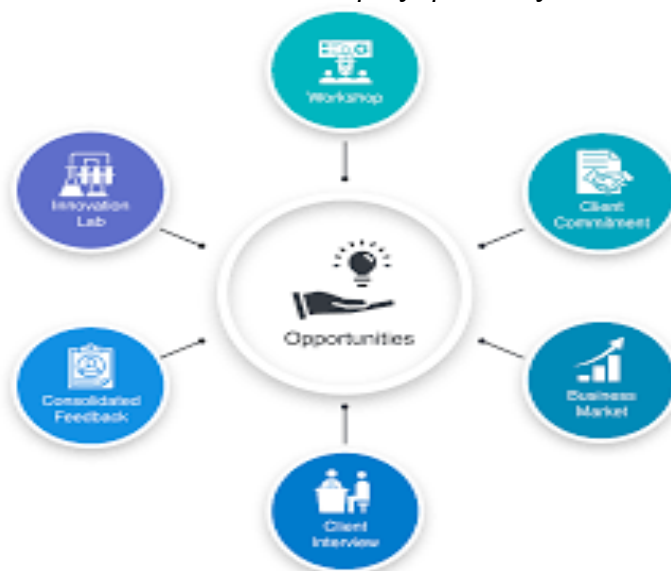 Workshop
Innovation
Lab
Client
Commitment
Opportunities
Consolidated
Feedback
Business
Market
Client
Interview